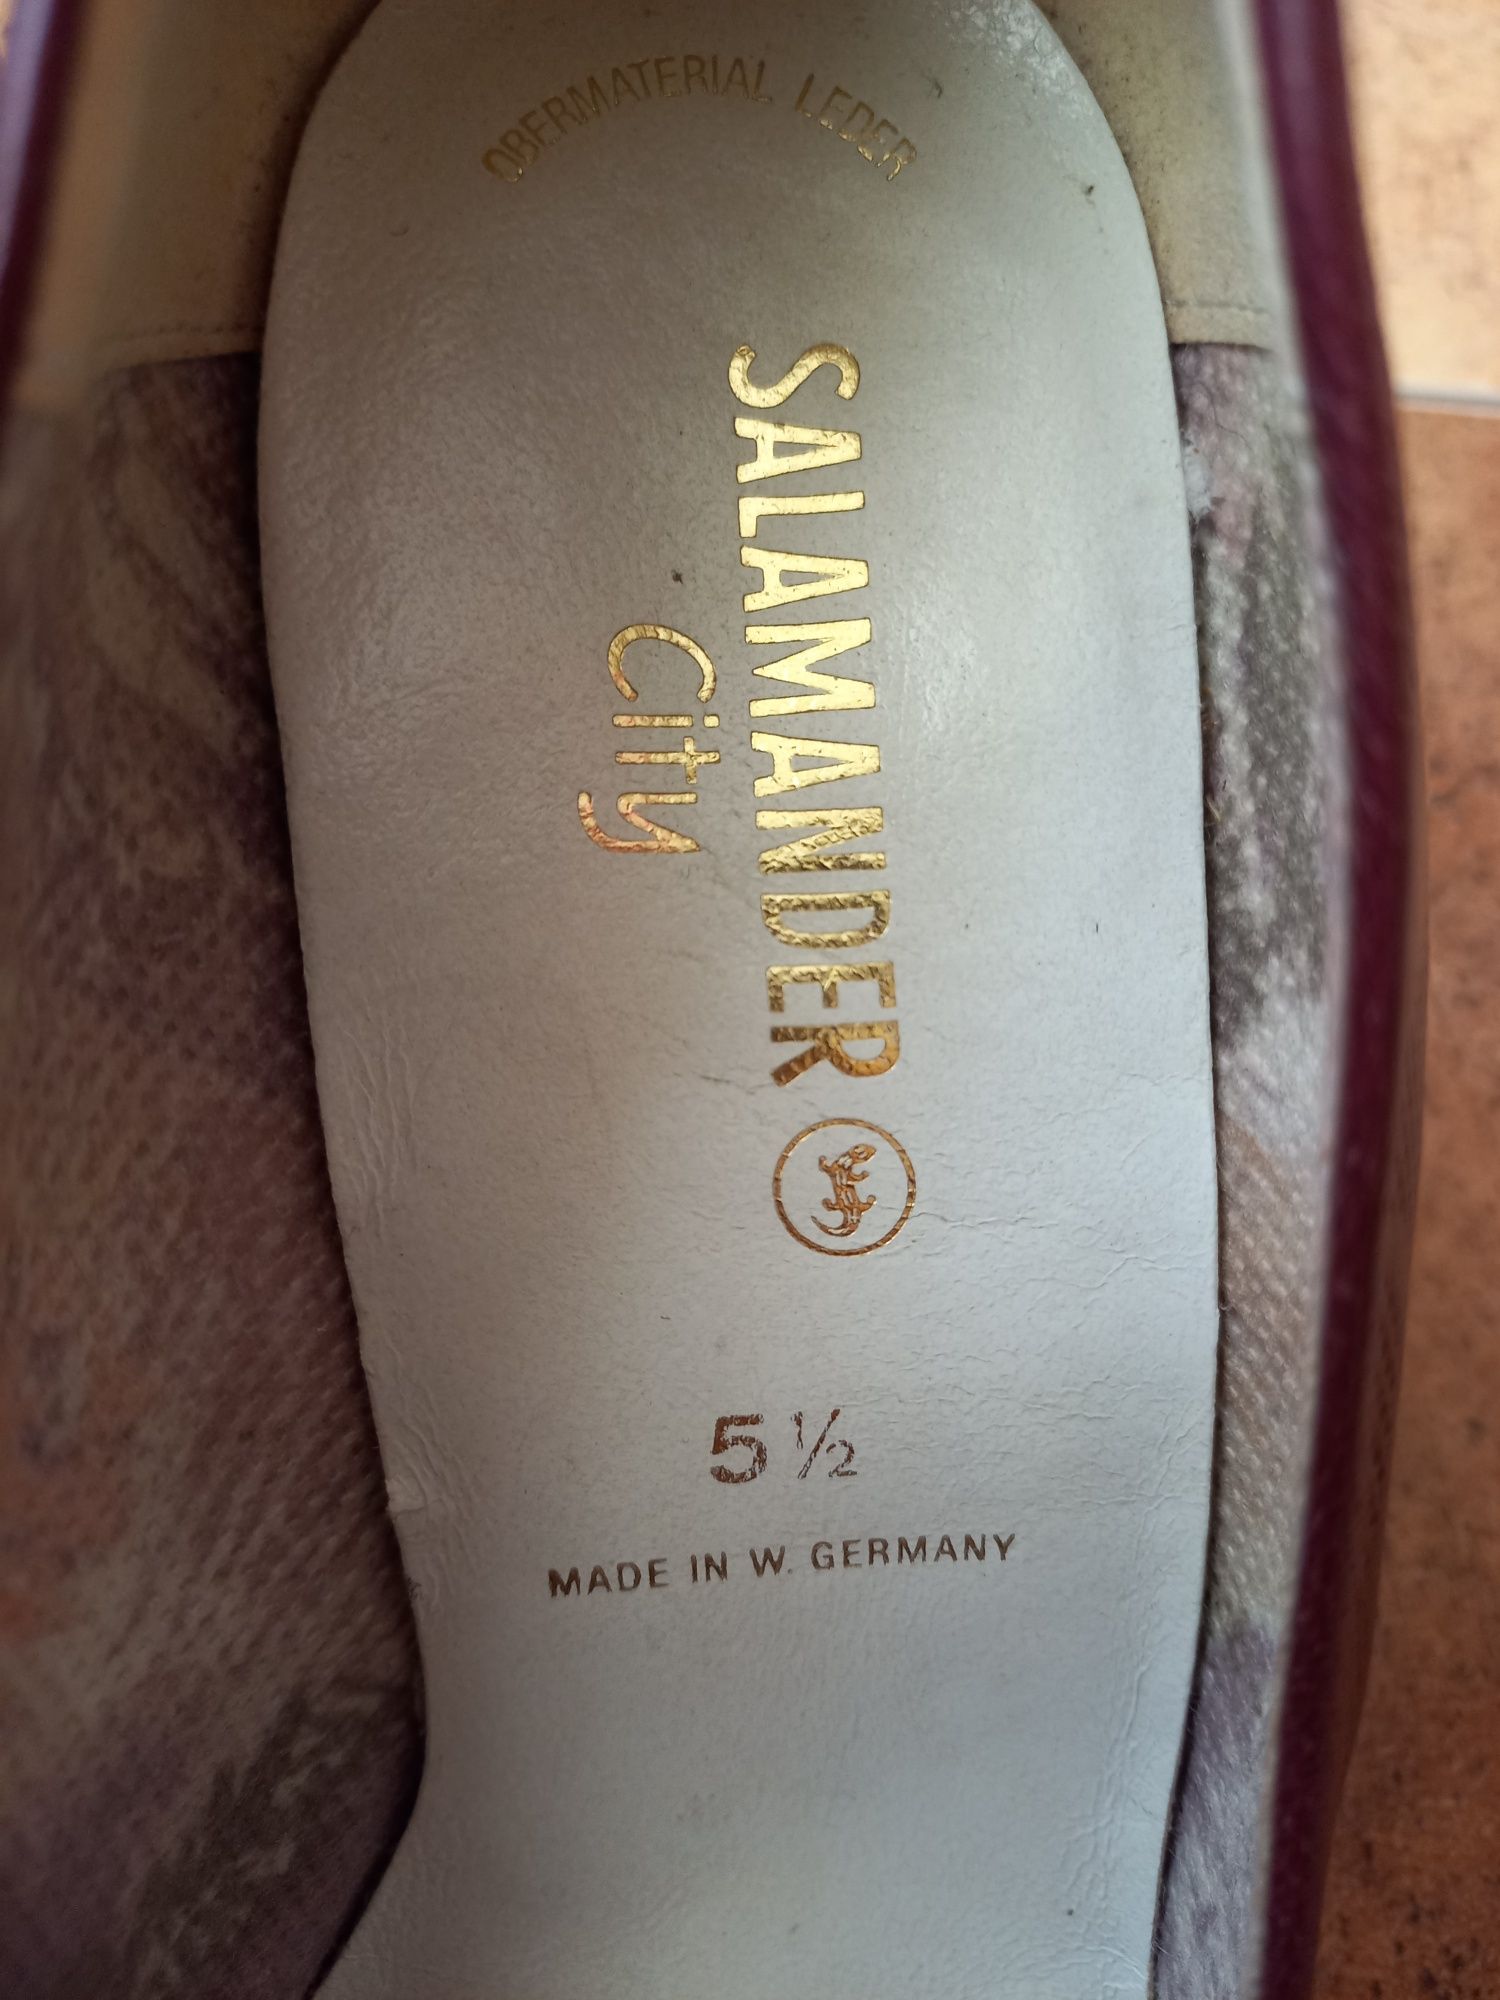 OBERMATERIAL LEDER
SALAMANDER
City
5 ½
MADE IN W. GERMANY